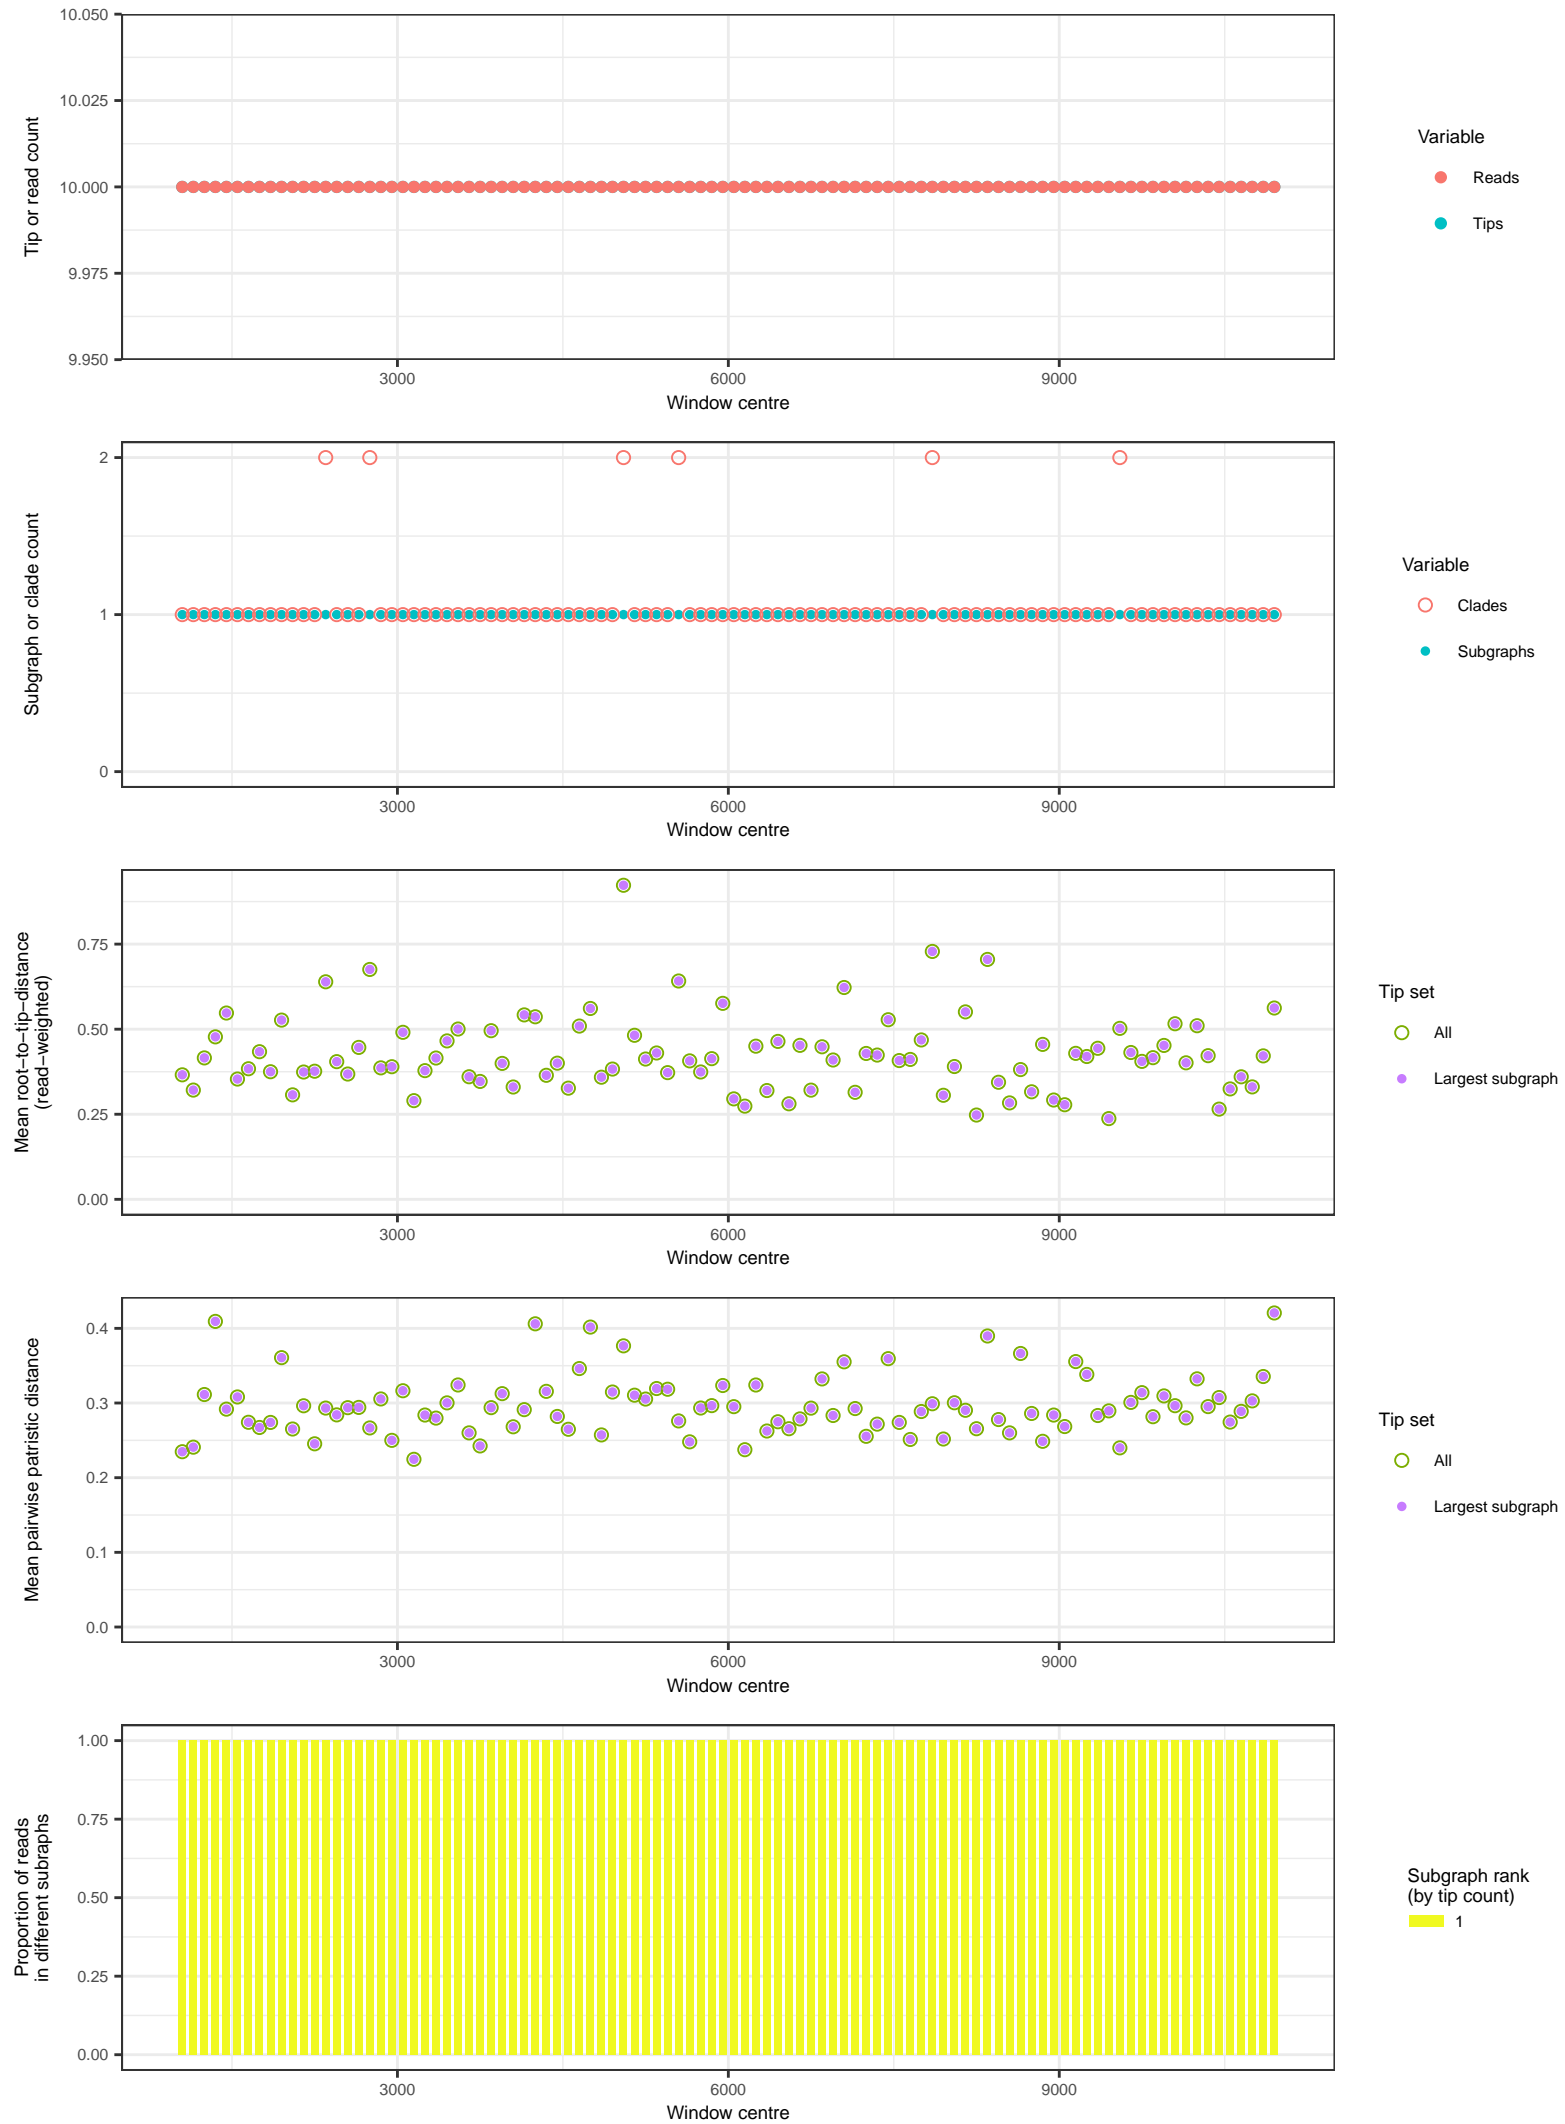 10.050
10.025
10.000
9.975
9.950
Tip or read count
3000 6000 9000
Window centre
Variable
Reads
Tips
2
1
0
Subgraph or clade count
3000 6000 9000
Window centre
Variable
Clades
Subgraphs
0.75
0.50
0.25
0.00
Mean root−to−tip−distance
(read−weighted)
3000 6000 9000
Window centre
Tip set
All
Largest subgraph
0.4
0.3
0.2
0.1
0.0
Mean pairwise patristic distance
3000 6000 9000
Window centre
Tip set
All
Largest subgraph
1.00
0.75
0.50
0.25
0.00
Proportion of reads
in different subraphs
3000 6000 9000
Window centre
Subgraph rank
(by tip count)
1